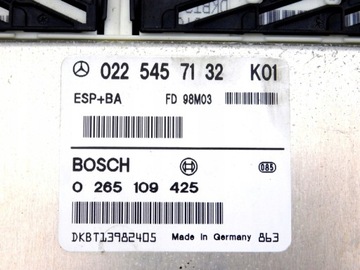 022 545 71 32 K01
ESP+BA FD 98M03
BOSCH 085
0 265 109 425
DKBT13982405 Made in Germany 863